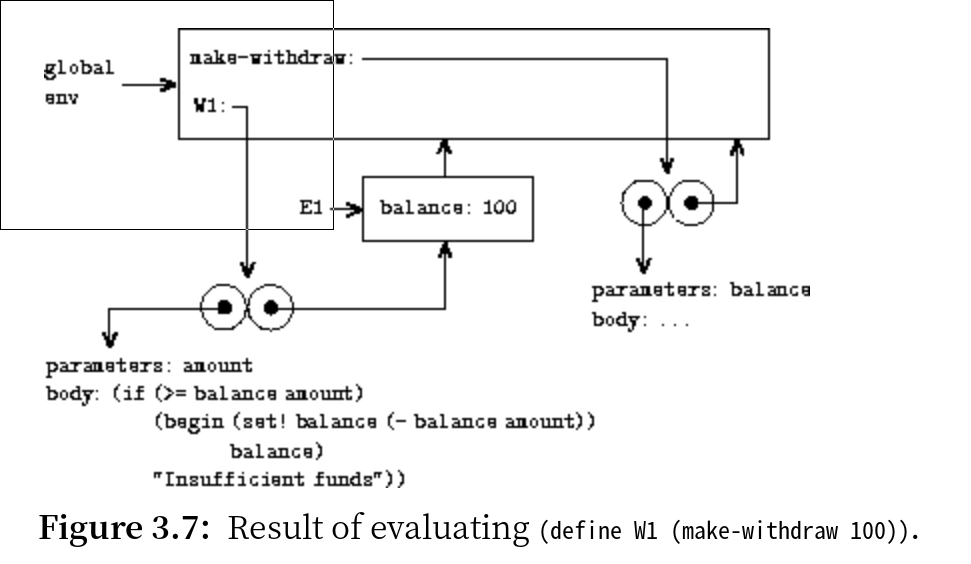 global
env
make-withdraw:
W1:
E1
balance: 100
parameters: balance
body: ...
parameters: amount
body: (if (>= balance amount)
(begin (set! balance (- balance amount))
balance)
"Insufficient funds"))
Figure 3.7: Result of evaluating (define W1 (make-withdraw 100)).